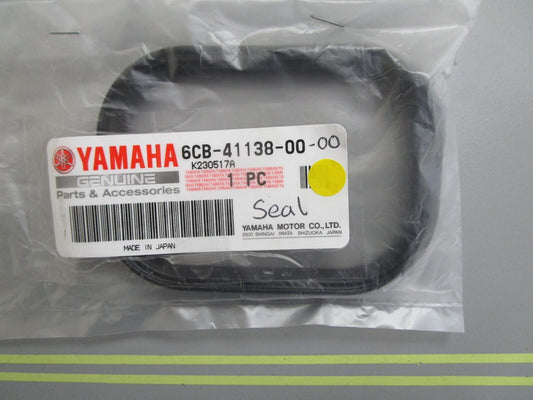 YAMAHA 6CB-41138-00-00
K230517A
GENUINE
Parts & Accessories
1 PC
Seal
YAMAHA MOTOR CO.,LTD.
2500 SHINGAI IWATA SHIZUOKA JAPAN
MADE IN JAPAN